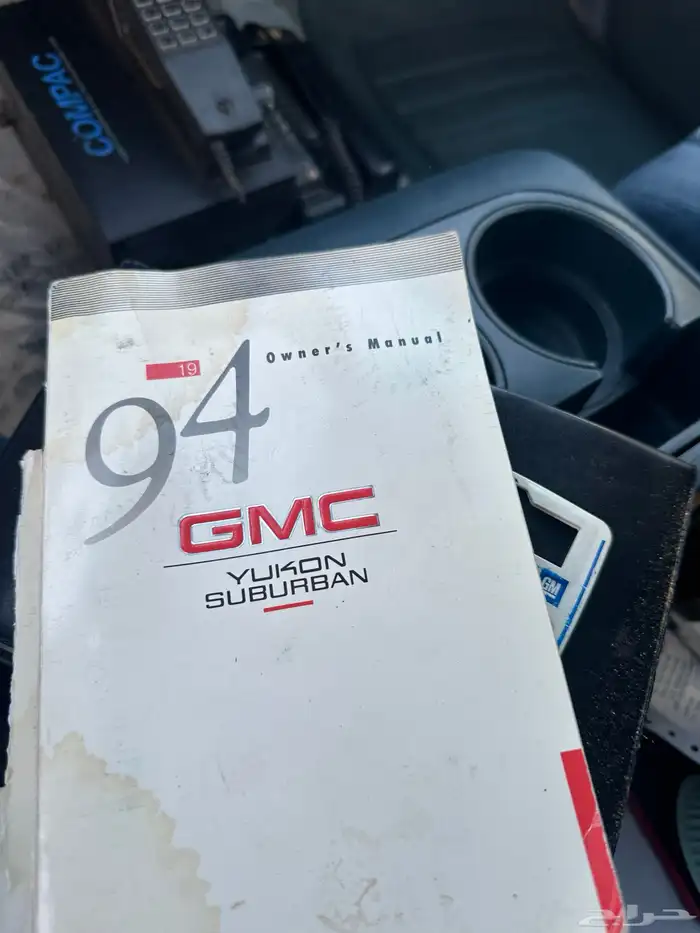 COMPAC
19
94
Owner's Manual
GMC
YUKON
SUBURBAN
GM
حراج